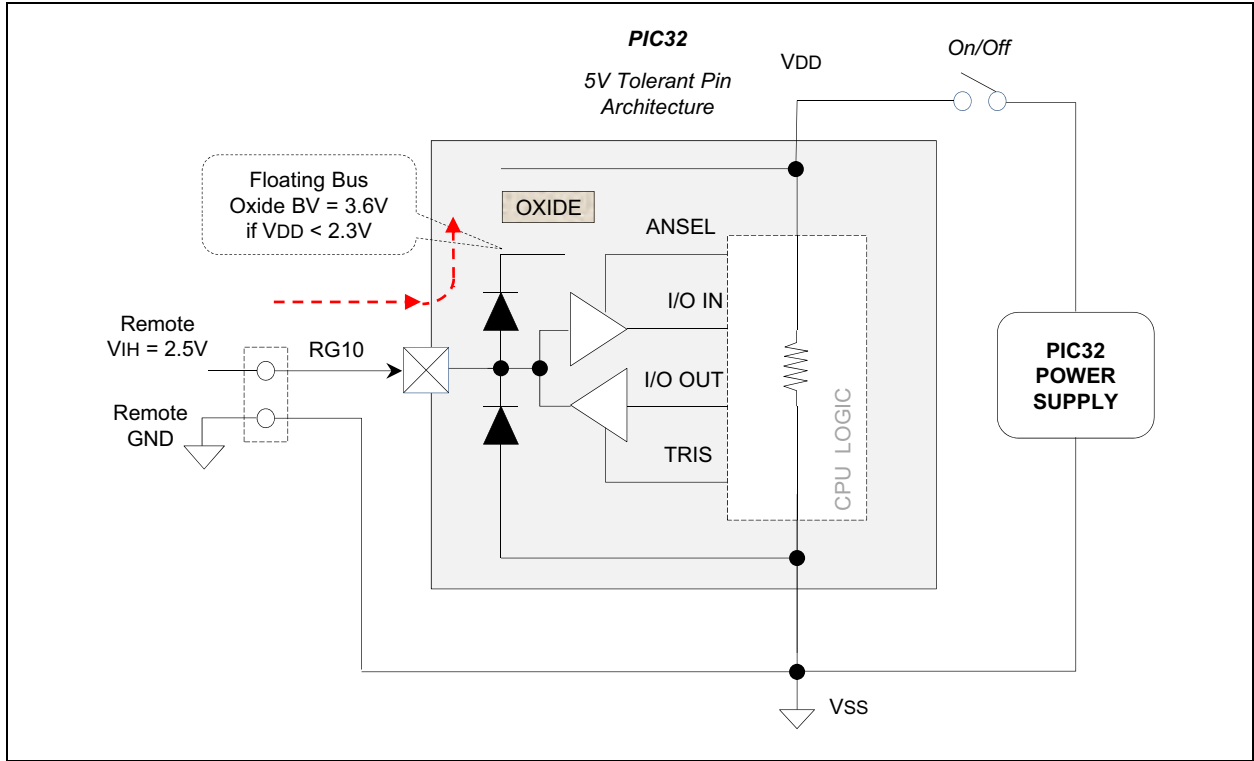 PIC32
5V Tolerant Pin
Architecture
VDD
On/Off
Floating Bus
Oxide BV = 3.6V
if VDD < 2.3V
OXIDE
ANSEL
I/O IN
Remote
VIH = 2.5V
RG10
I/O OUT
Remote
GND
TRIS
CPU LOGIC
PIC32
POWER
SUPPLY
VSS